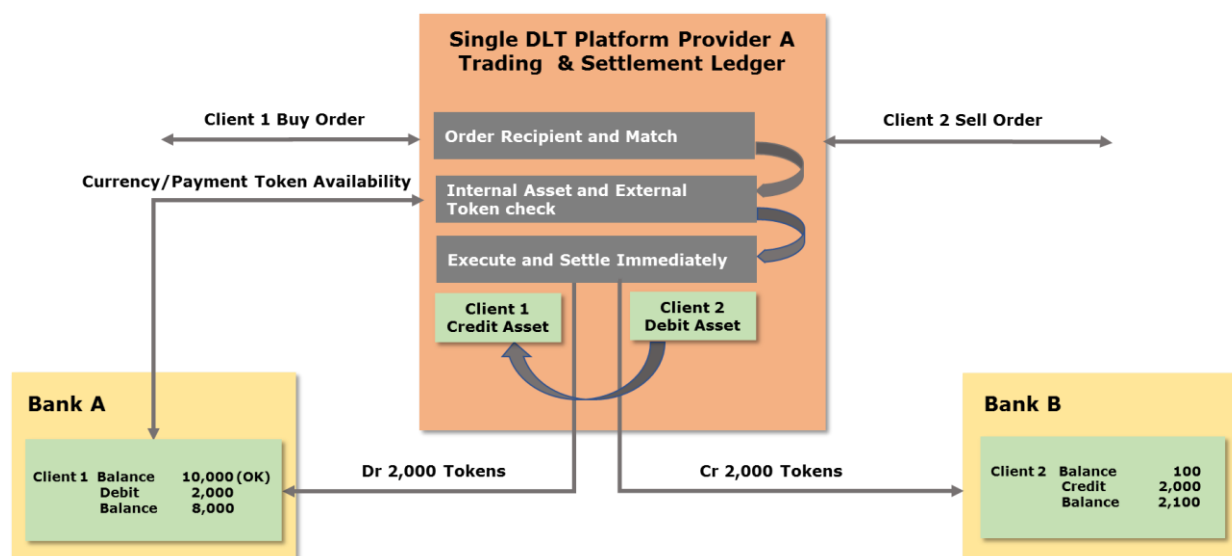 Single DLT Platform Provider A
Trading & Settlement Ledger
Client 1 Buy Order
Order Recipient and Match
Client 2 Sell Order
Currency/Payment Token Availability
Internal Asset and External
Token check
Execute and Settle Immediately
Client 1
Credit Asset
Client 2
Debit Asset
Bank A
Client 1 Balance 10,000 (OK)
Debit 2,000
Balance 8,000
Dr 2,000 Tokens
Cr 2,000 Tokens
Bank B
Client 2 Balance 100
Credit 2,000
Balance 2,100